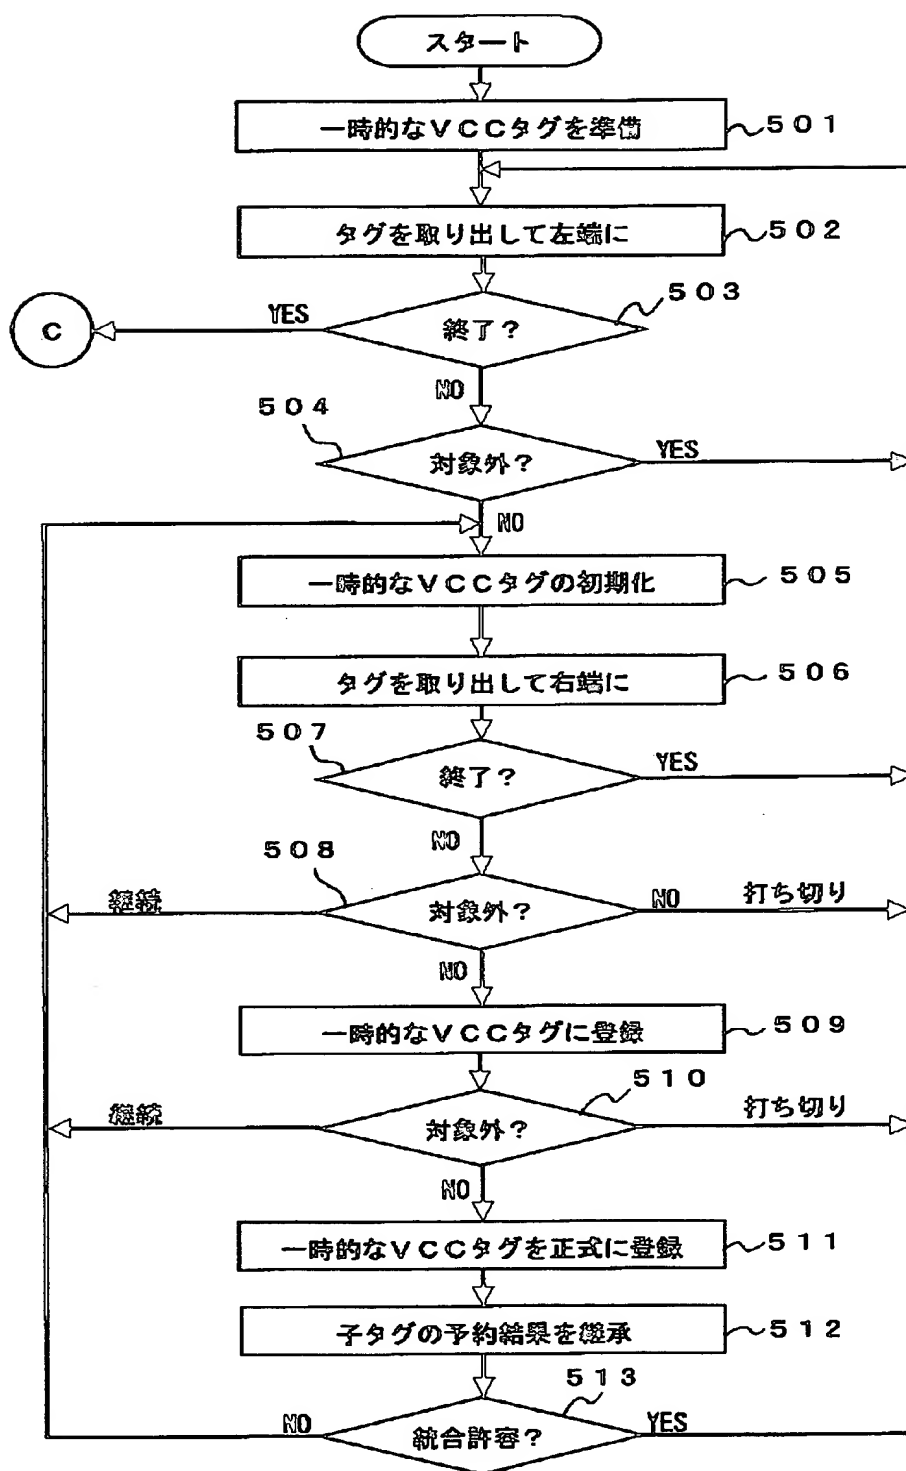 スタート
一時的なVCCタグを準備
501
タグを取り出して左端に
502
503
C
YES
終了?
NO
504
対象外?
YES
NO
一時的なVCCタグの初期化
505
タグを取り出して右端に
506
507
終了?
YES
NO
508
継続
対象外?
NO
打ち切り
NO
一時的なVCCタグに登録
509
510
継続
対象外?
打ち切り
NO
一時的なVCCタグを正式に登録
511
子タグの予約結果を継承
512
513
NO
統合許容?
YES